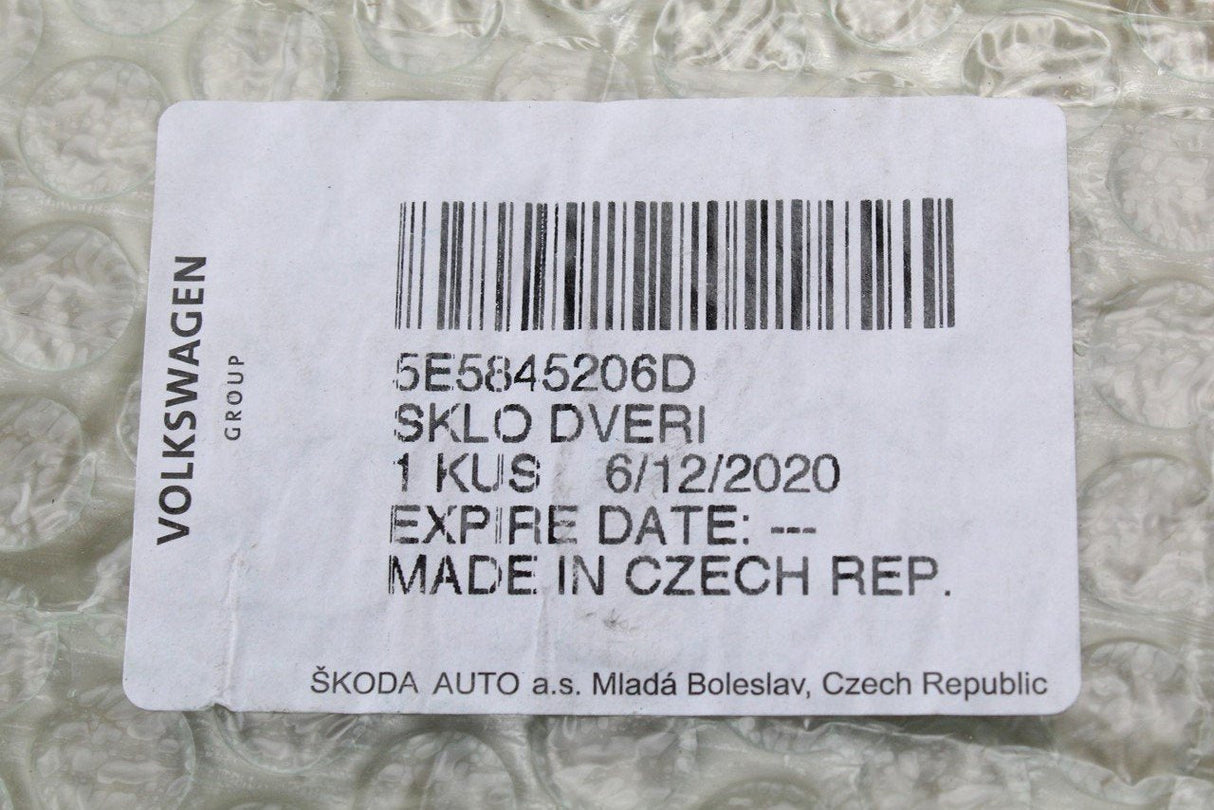 VOLKSWAGEN
GROUP
5E5845206D
SKLO DVERI
1 KUS 6/12/2020
EXPIRE DATE: ---
MADE IN CZECH REP.
ŠKODA AUTO a.s. Mladá Boleslav, Czech Republic